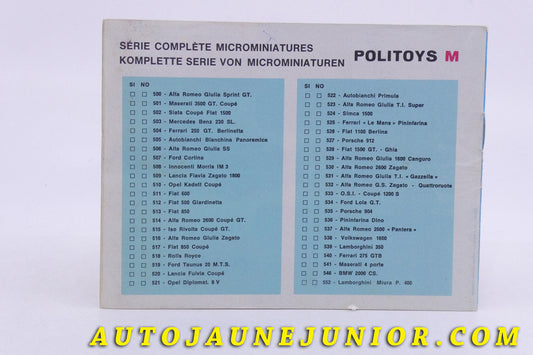 SÉRIE COMPLÈTE MICROMINIATURES
KOMPLETTE SERIE VON MICROMINIATUREN
POLITOYS M
SI NO
500 - Alfa Romeo Giulia Sprint GT.
501 - Maserati 3500 GT. Coupé
502 - Siata Coupé Fiat 1500
503 - Mercedes Benz 230 SL.
504 - Ferrari 250 GT. Berlinetta
505 - Autobianchi Bianchina Panoramica
506 - Alfa Romeo Giulia SS
507 - Ford Corlina
508 - Innocenti Morris IM 3
509 - Lancia Flavia Zagato 1800
510 - Opel Kadett Coupé
511 - Fiat 600
512 - Fiat 500 Giardinetta
513 - Fiat 850
514 - Alfa Romeo 2600 Coupé GT.
515 - Iso Rivolta Coupé GT.
516 - Alfa Romeo Giulia Zagato
517 - Fiat 850 Coupé
518 - Rolls Royce
519 - Ford Taunus 20 M.T.S.
520 - Lancia Fulvia Coupé
521 - Opel Diplomat. 8 V
SI NO
522 - Autobianchi Primula
523 - Alfa Romeo Giulia T.I. Super
524 - Simca 1500
525 - Ferrari « Le Mans » Pininfarina
526 - Fiat 1100 Berlina
527 - Porsche 912
528 - Fiat 1500 GT. - Ghia
529 - Alfa Romeo Giulia 1600 Canguro
530 - Alfa Romeo 2600 Zagato
531 - Alfa Romeo Giulia T.I. « Gazzella »
532 - Alfa Romeo G.S. Zagato - Quattroruote
533 - O.S.I. - Coupé 1200 S
534 - Ford Lola G.T.
535 - Porsche 904
536 - Pininfarina Dino
537 - Alfa Romeo 2600 « Pantera »
538 - Volkswagen 1600
539 - Lamborghini 350
540 - Ferrari 275 GTB
541 - Maserati 4 porte
546 - BMW 2000 CS.
552 - Lamborghini Miura P. 400
AUTOJAUNEJUNIOR.COM